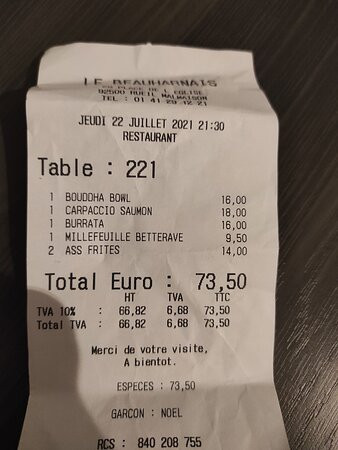 LE BEAUHARNAIS
PLACE DE L EGLISE
92500 RUEIL MALMAISON
TEL : 01 41 29 12 21
JEUDI 22 JUILLET 2021 21:30
RESTAURANT
Table : 221
1 BOUDDHA BOWL 16,00
1 CARPACCIO SAUMON 18,00
1 BURRATA 16,00
1 MILLEFEUILLE BETTERAVE 9,50
2 ASS FRITES 14,00
Total Euro : 73,50
HT TVA TTC
TVA 10% : 66,82 6,68 73,50
Total TVA : 66,82 6,68 73,50
Merci de votre visite,
A bientot.
ESPECES : 73,50
GARCON : NOEL
RCS : 840 208 755